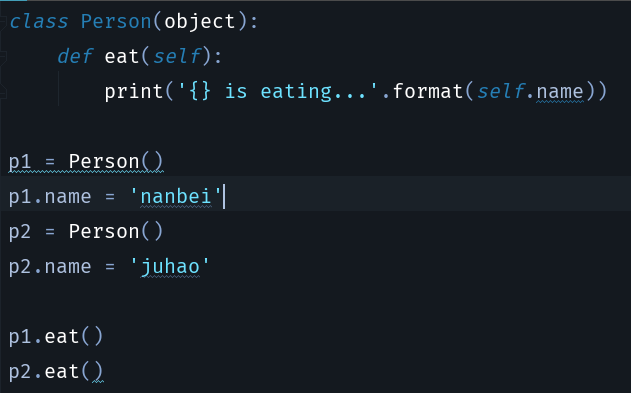 class Person(object):
    def eat(self):
        print('{} is eating...'.format(self.name))
p1 = Person()
p1.name = 'nanbei'
p2 = Person()
p2.name = 'juhao'
p1.eat()
p2.eat()